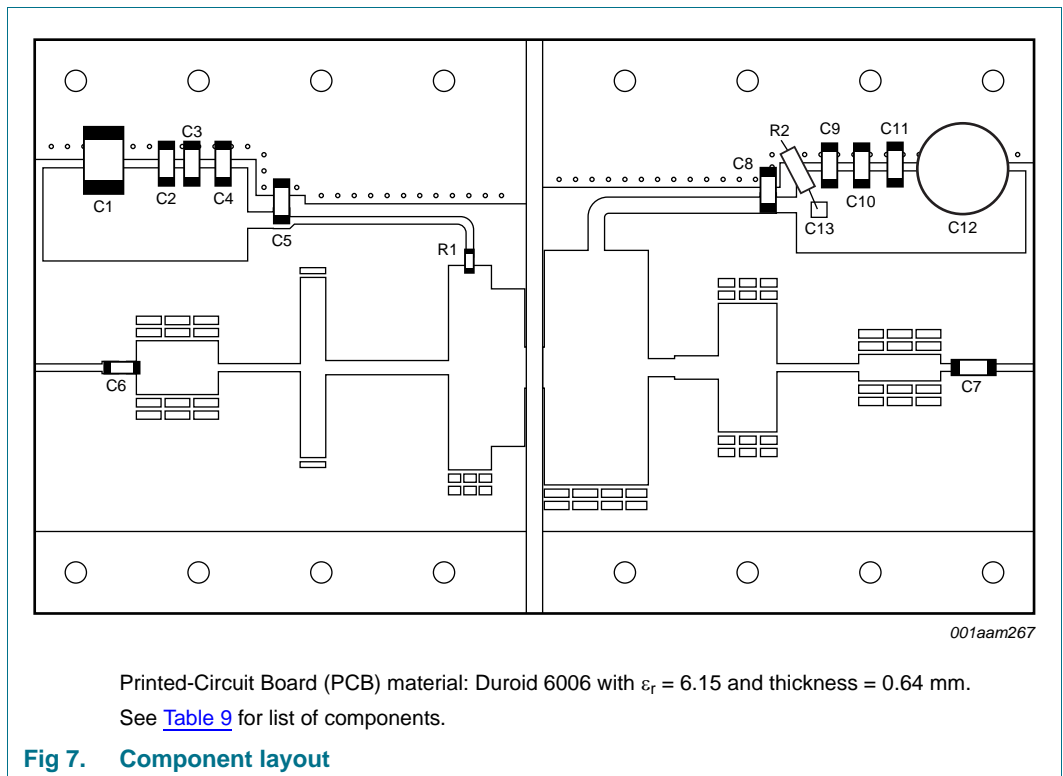 C3
C1
C2
C4
C5
R1
C6
R2
C9
C11
C8
C10
C13
C12
C7
001aam267
Printed-Circuit Board (PCB) material: Duroid 6006 with εr = 6.15 and thickness = 0.64 mm.
See Table 9 for list of components.
Fig 7. Component layout